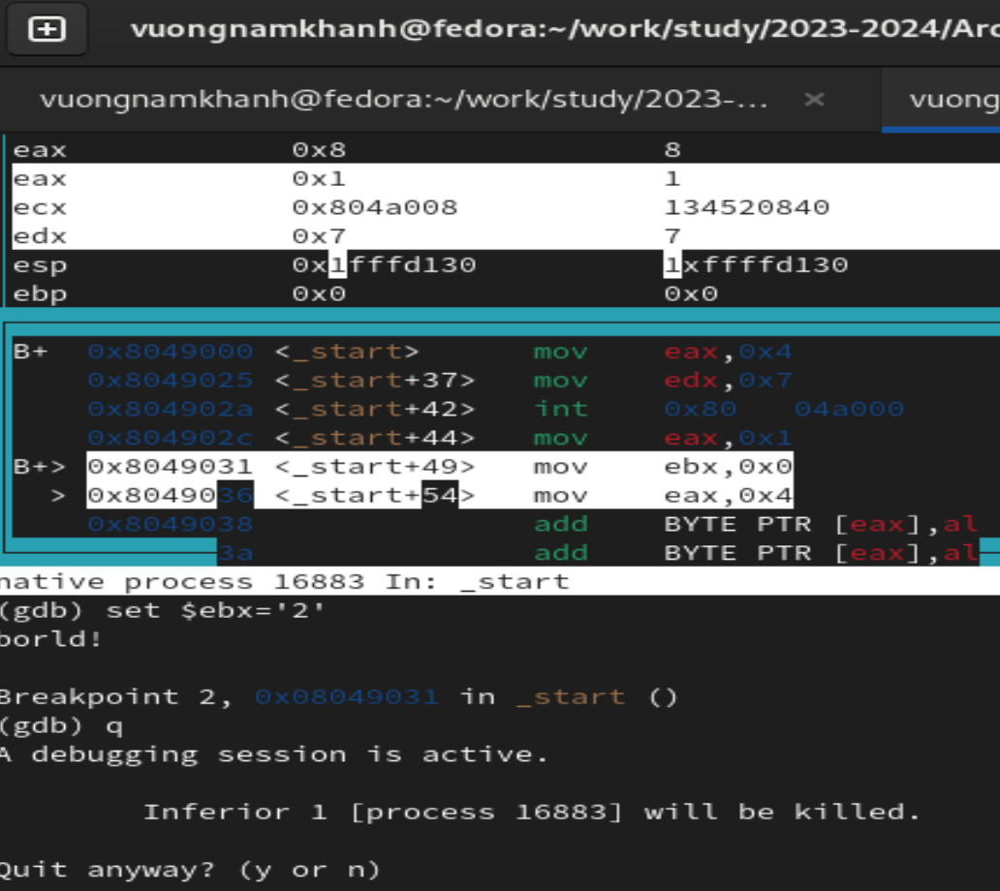 vuongnamkhanh@fedora:~/work/study/2023-2024/Arc
vuongnamkhanh@fedora:~/work/study/2023-... × vuong
eax 0x8 8
eax 0x1 1
ecx 0x804a008 134520840
edx 0x7 7
esp 0x1fffd130 1xffffd130
ebp 0x0 0x0
B+ 0x8049000 <_start> mov eax,0x4
0x8049025 <_start+37> mov edx,0x7
0x804902a <_start+42> int 0x80 04a000
0x804902c <_start+44> mov eax,0x1
B+> 0x8049031 <_start+49> mov ebx,0x0
> 0x8049036 <_start+54> mov eax,0x4
0x8049038 add BYTE PTR [eax],al
3a add BYTE PTR [eax],al
native process 16883 In: _start
(gdb) set $ebx='2'
borld!
Breakpoint 2, 0x08049031 in _start ()
(gdb) q
A debugging session is active.
Inferior 1 [process 16883] will be killed.
Quit anyway? (y or n)